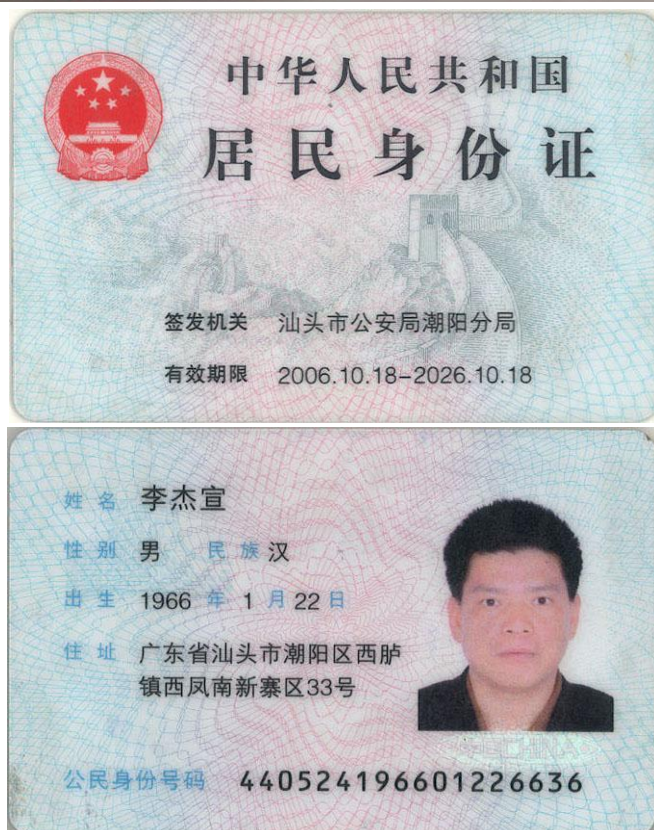 中华人民共和国
居民身份证
签发机关 汕头市公安局潮阳分局
有效期限 2006.10.18-2026.10.18
姓名 李杰宣
性别 男 民族 汉
出生 1966 年 1 月 22 日
住址 广东省汕头市潮阳区西胪
镇西凤南新寨区33号
CHINA
公民身份号码 440524196601226636